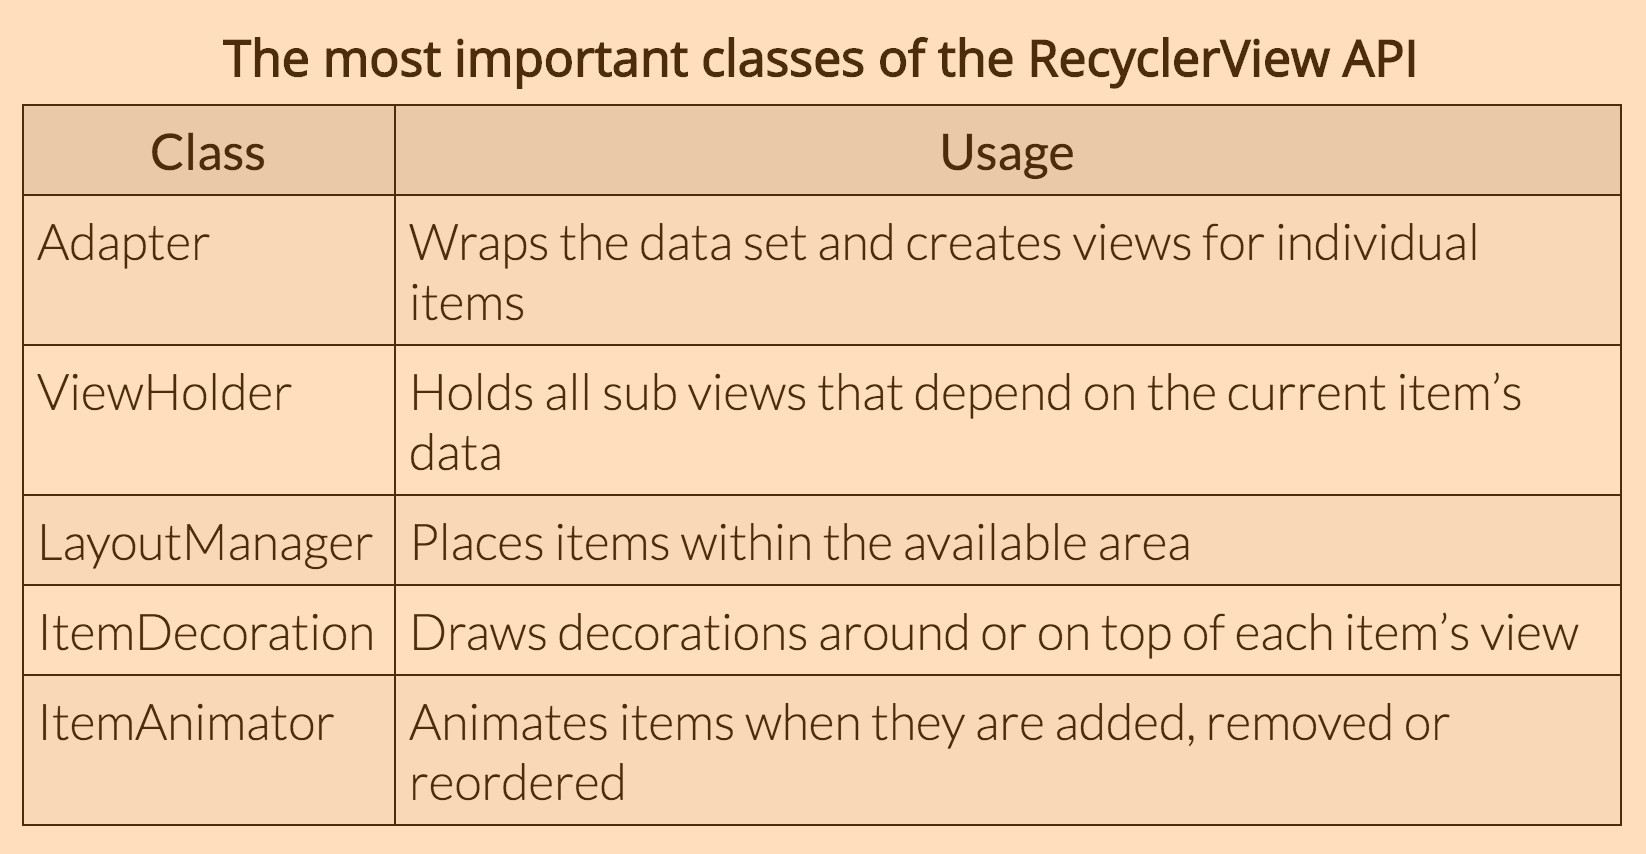 The most important classes of the RecyclerView API
Class
Usage
Adapter
Wraps the data set and creates views for individual
items
ViewHolder
Holds all sub views that depend on the current item’s
data
LayoutManager
Places items within the available area
ItemDecoration
Draws decorations around or on top of each item’s view
ItemAnimator
Animates items when they are added, removed or
reordered